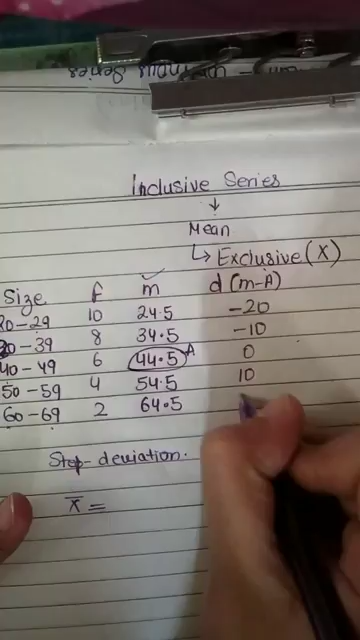 Inclusive Series
↓
Mean
↳ Exclusive (X)
Size f m d (m-A)
20-29 10 24.5 -20
30-39 8 34.5 -10
40-49 6 44.5 A 0
50-59 4 54.5 10
60-69 2 64.5
Step-deviation.
X̄ =